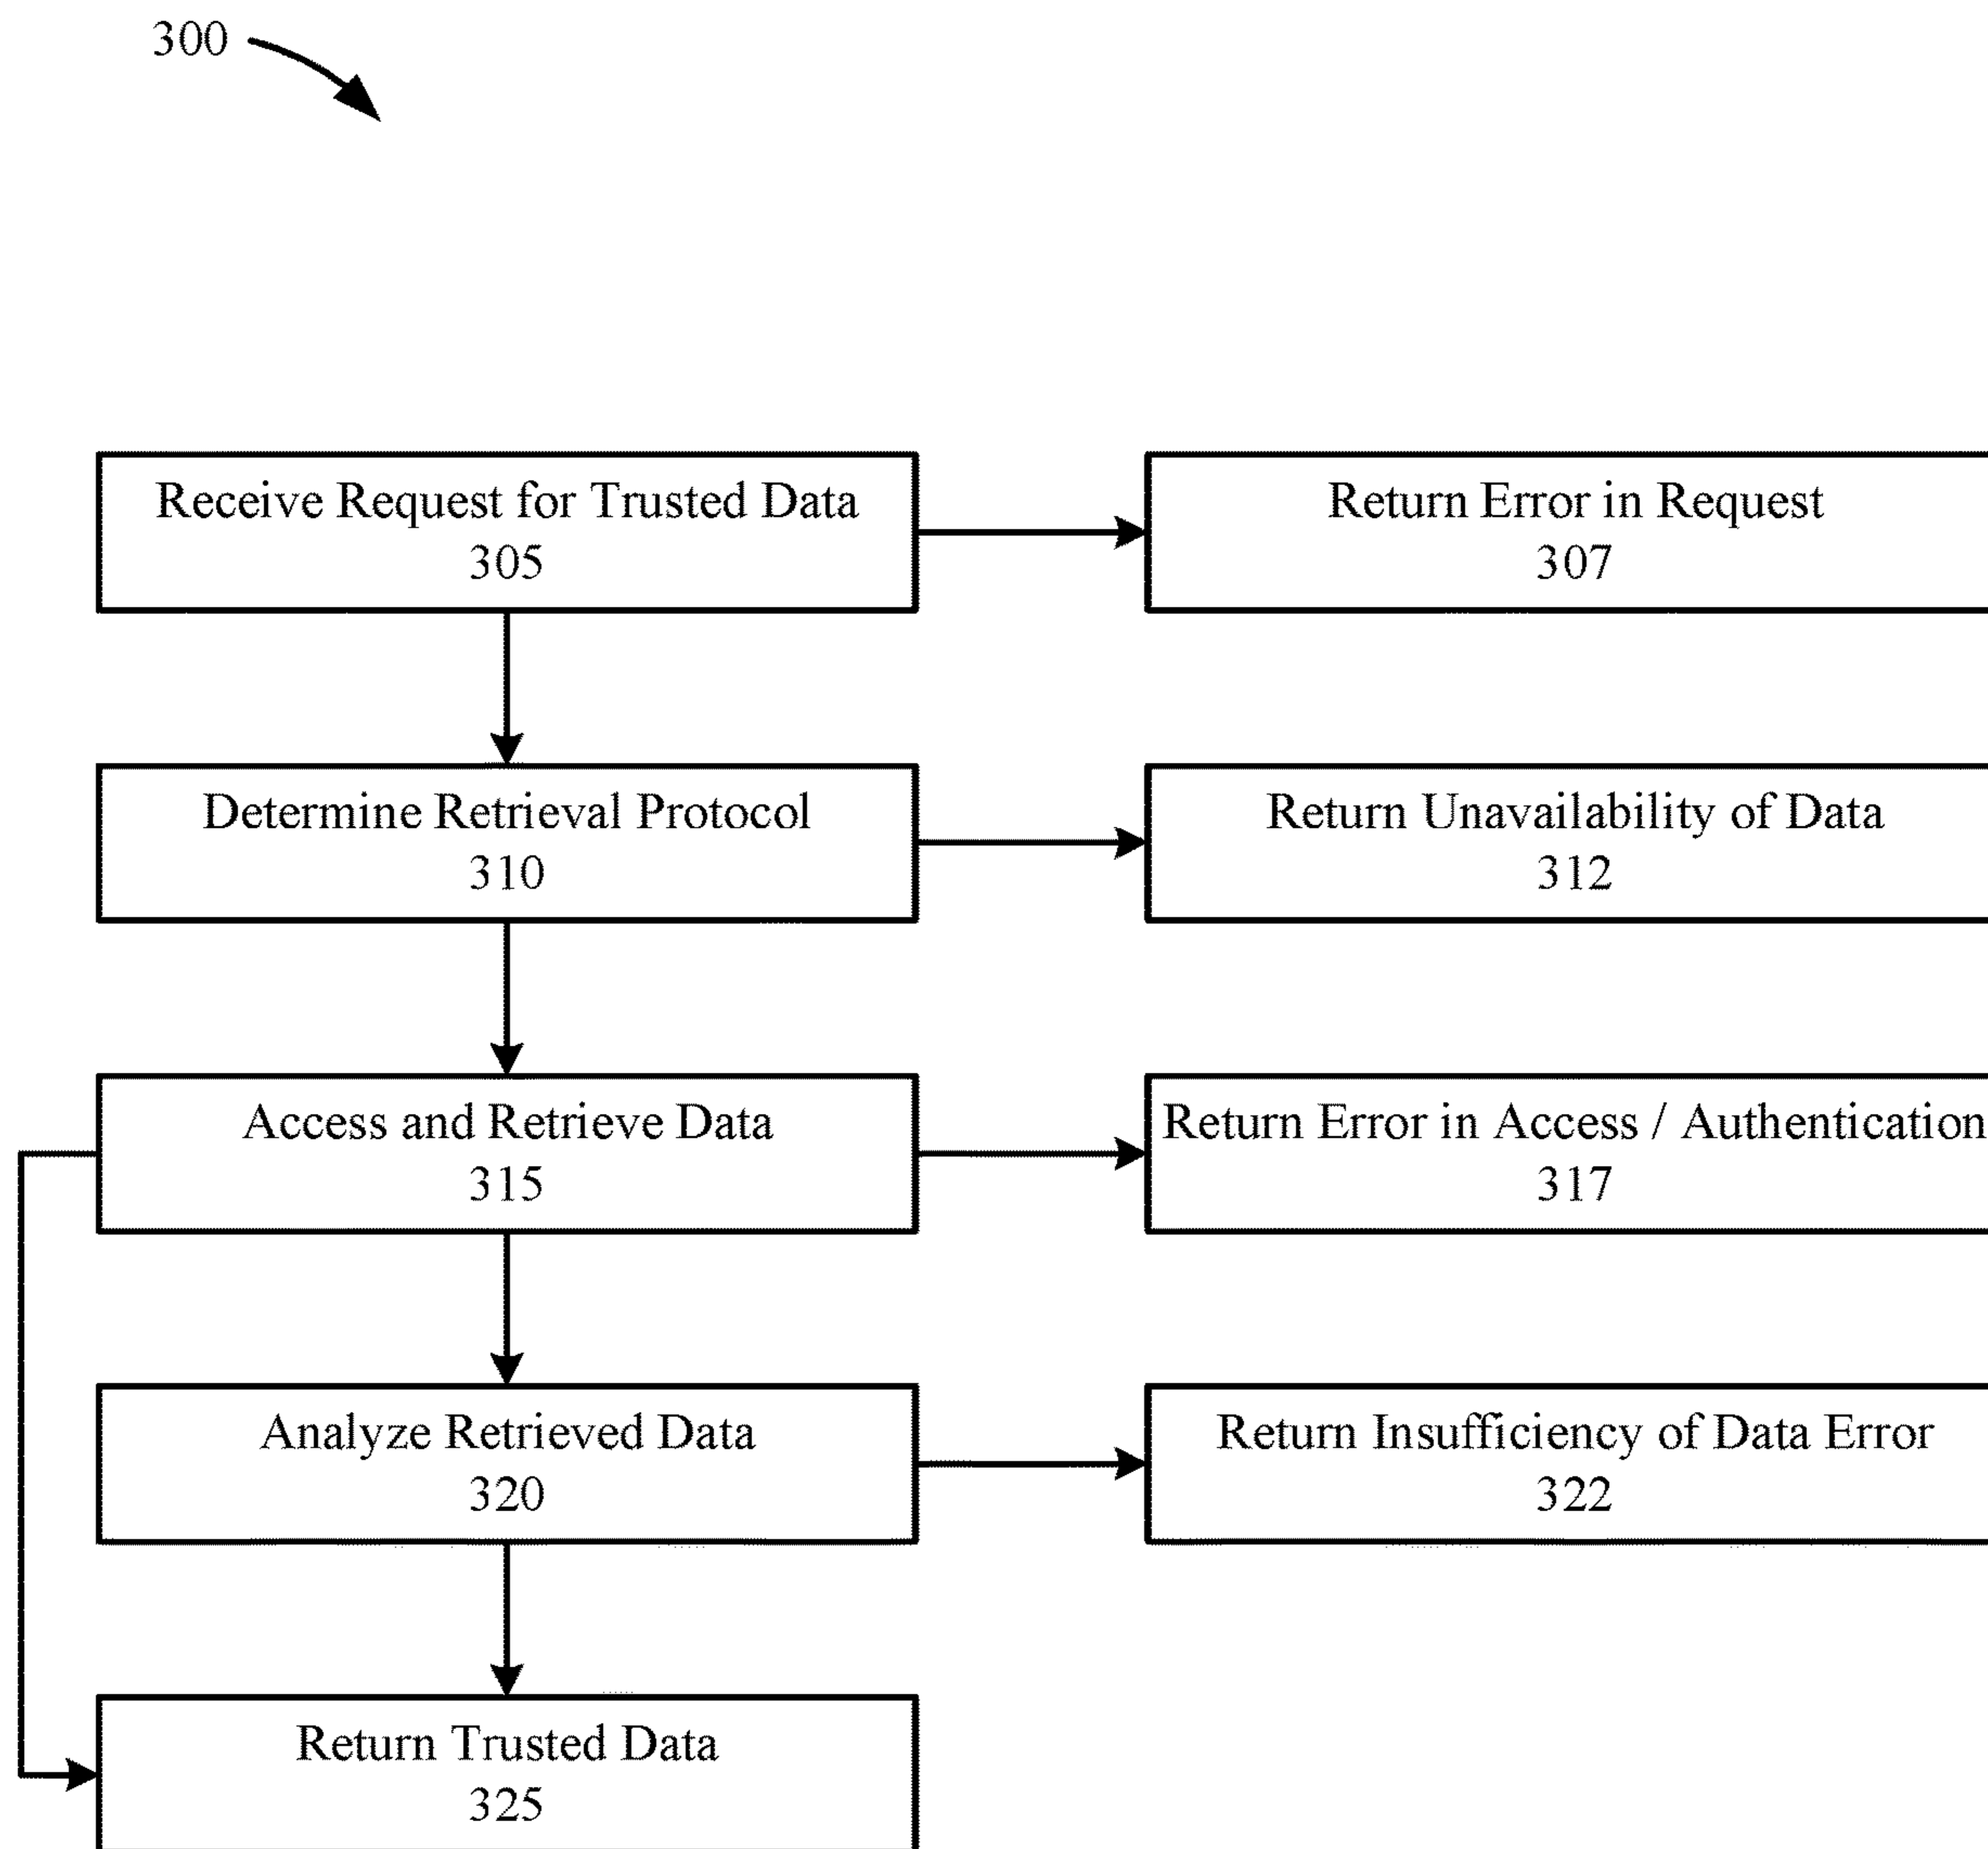 300
Receive Request for Trusted Data
305
Return Error in Request
307
Determine Retrieval Protocol
310
Return Unavailability of Data
312
Access and Retrieve Data
315
Return Error in Access / Authentication
317
Analyze Retrieved Data
320
Return Insufficiency of Data Error
322
Return Trusted Data
325